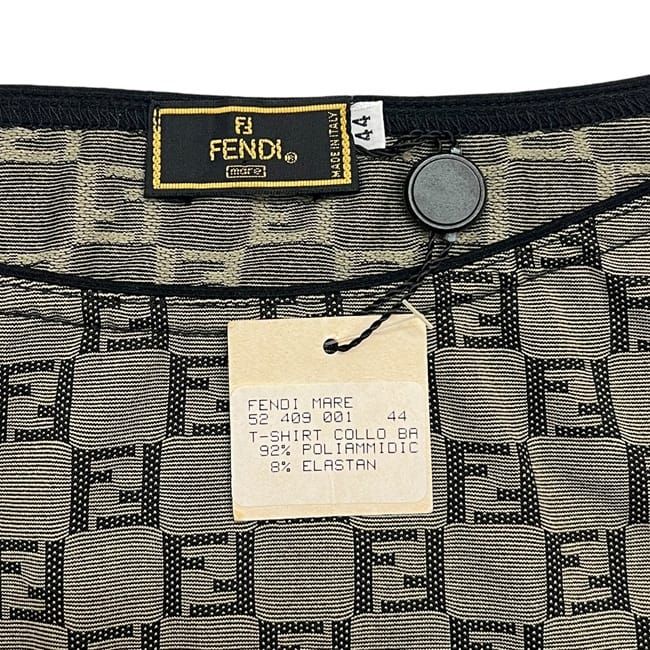 FENDI®
mare
MADE IN ITALY
44
FENDI MARE
52 409 001 44
T-SHIRT COLLO BA
92% POLIAMMIDIC
8% ELASTAN